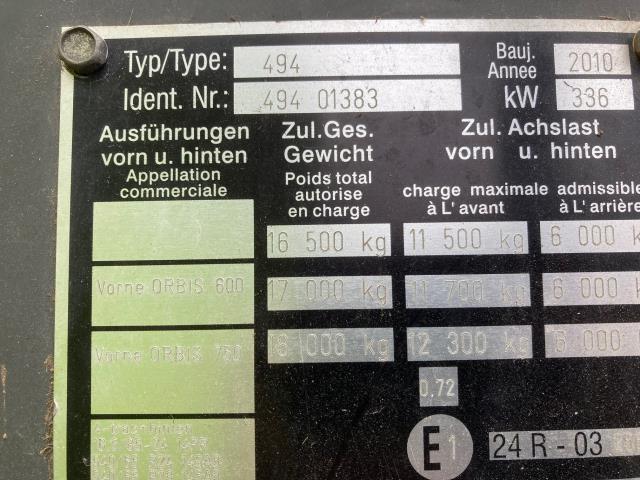 Typ/Type: 494 Bauj. Annee 2010
Ident. Nr.: 494 01383 kW 336
Ausführungen vorn u. hinten Zul.Ges. Gewicht Zul. Achslast vorn u. hinten
Appellation commerciale Poids total autorise en charge charge maximale admissible à L'avant à L'arrière
16 500 kg 11 500 kg 6 000 kg
Vorne ORBIS 600 17 000 kg 11 700 kg 6 000
Vorne ORBIS 750 18 000 kg 12 300 kg 6 000
0,72
E1 24 R - 03